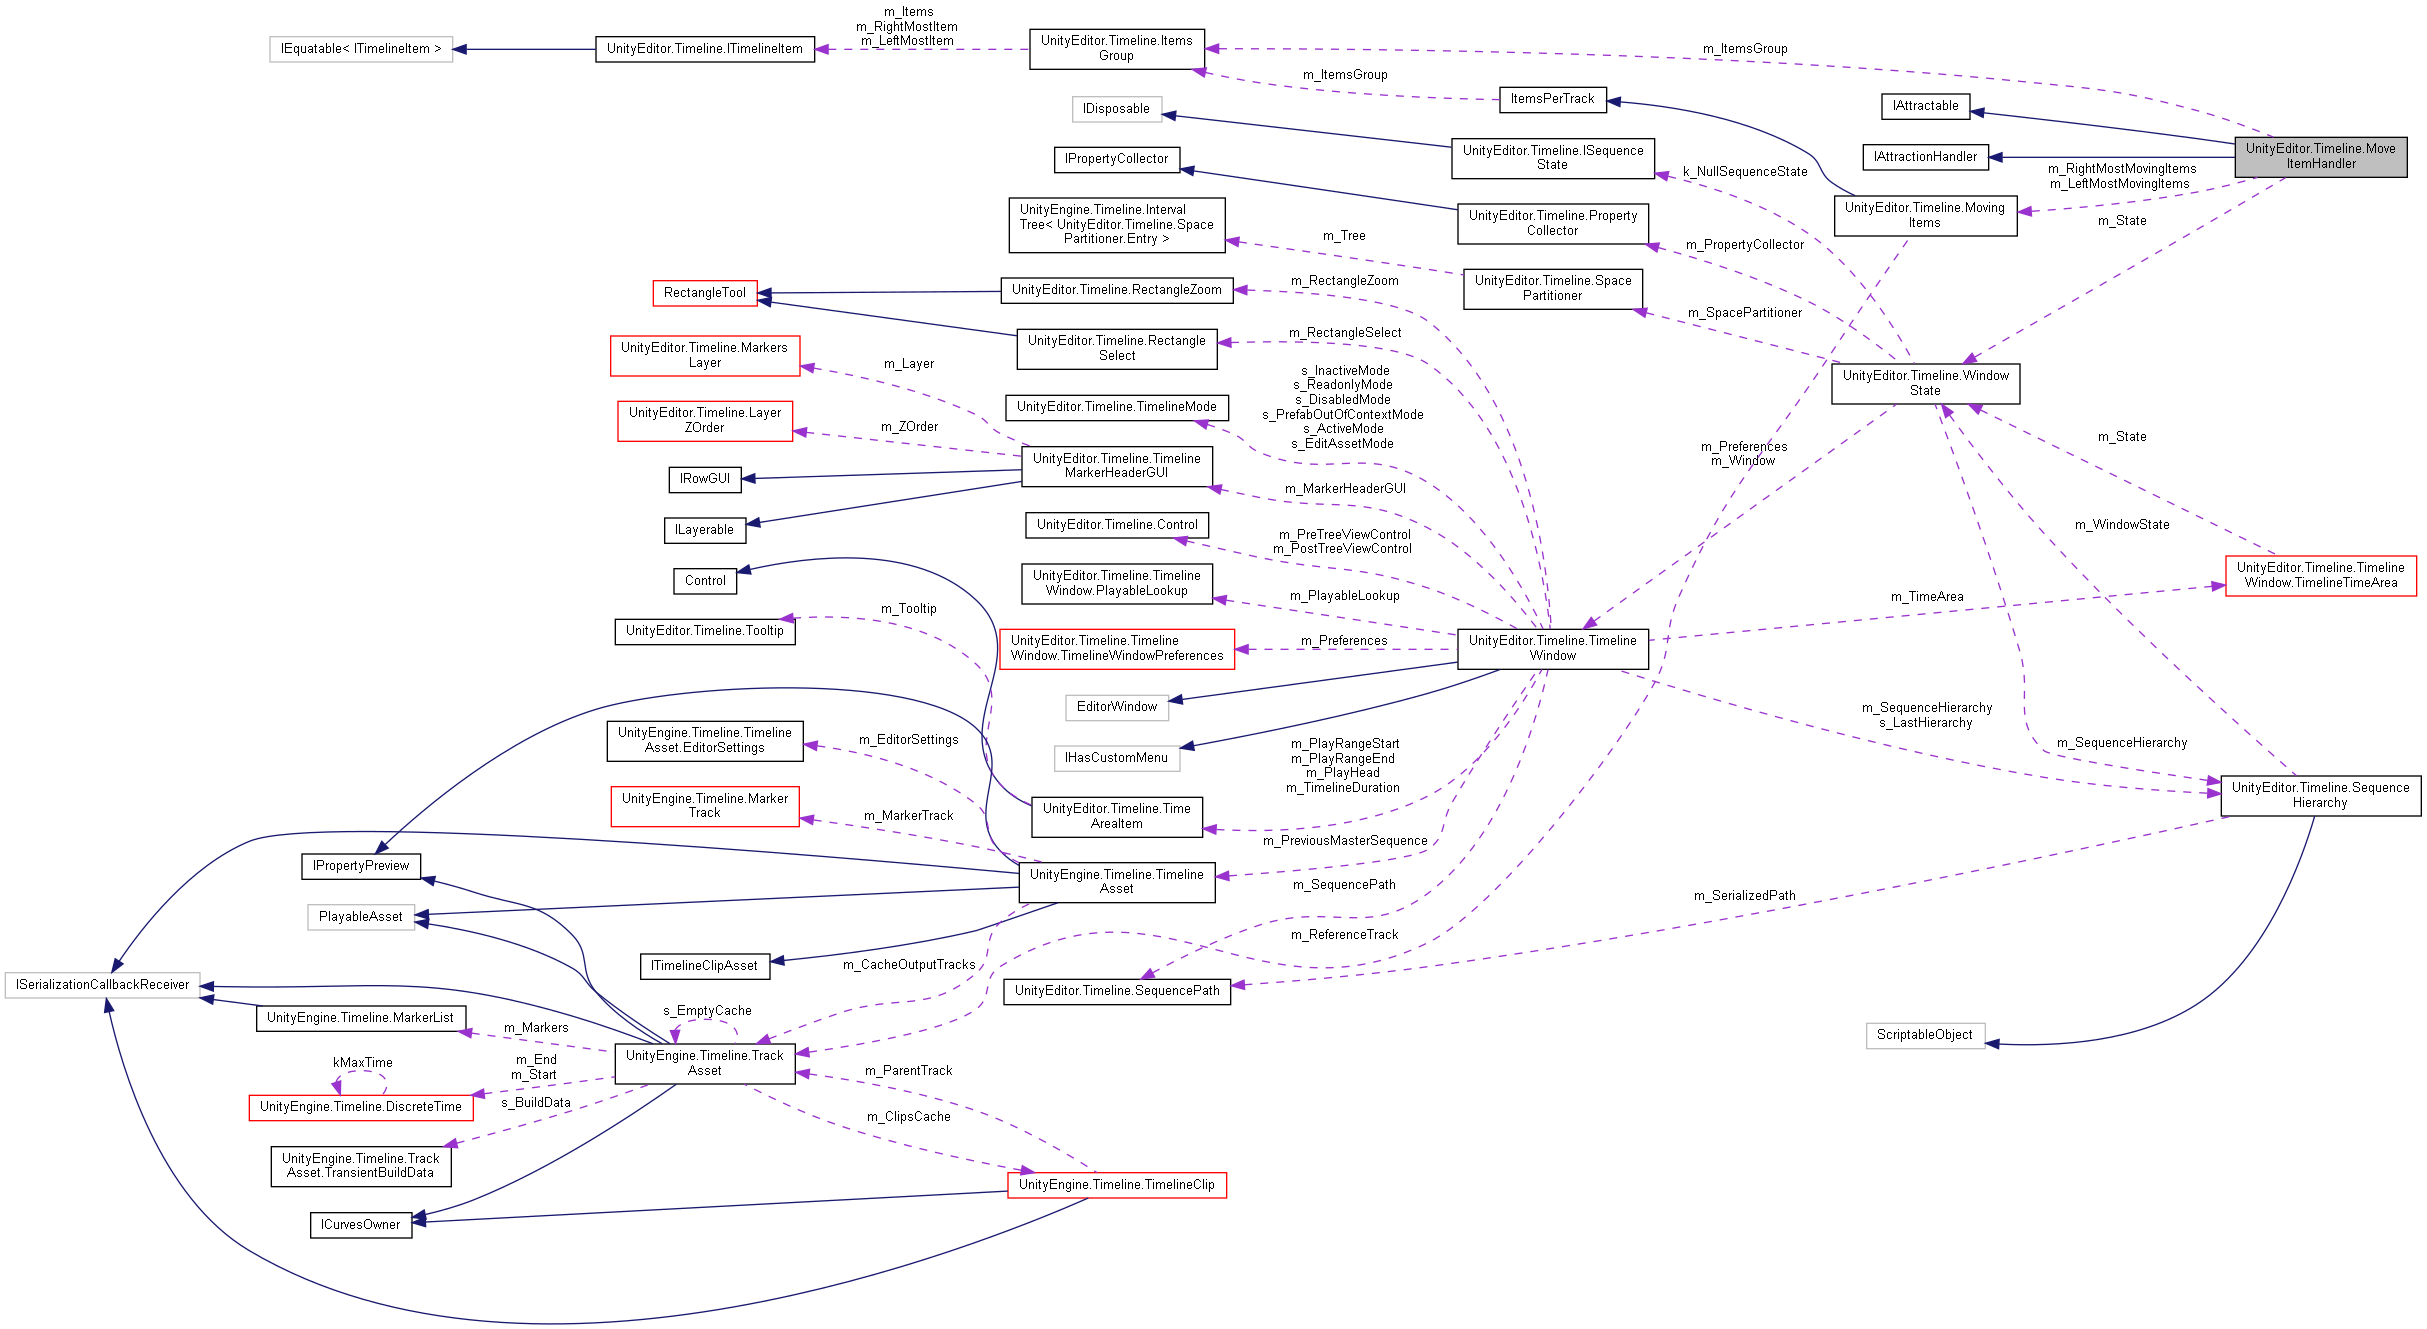 m_Items
m_RightMostItem
m_LeftMostItem
IEquatable< ITimelineItem >
UnityEditor.Timeline.ITimelineItem
UnityEditor.Timeline.Items
Group
m_ItemsGroup
m_ItemsGroup
ItemsPerTrack
IDisposable
IAttractable
UnityEditor.Timeline.ISequence
State
UnityEditor.Timeline.Move
ItemHandler
IPropertyCollector
IAttractionHandler
k_NullSequenceState
m_RightMostMovingItems
m_LeftMostMovingItems
UnityEngine.Timeline.Interval
Tree< UnityEditor.Timeline.Space
Partitioner.Entry >
UnityEditor.Timeline.Property
Collector
UnityEditor.Timeline.Moving
Items
m_State
m_Tree
m_PropertyCollector
RectangleTool
UnityEditor.Timeline.RectangleZoom
m_RectangleZoom
UnityEditor.Timeline.Space
Partitioner
m_SpacePartitioner
UnityEditor.Timeline.Markers
Layer
UnityEditor.Timeline.Rectangle
Select
m_RectangleSelect
m_Layer
s_InactiveMode
s_ReadonlyMode
s_DisabledMode
s_PrefabOutOfContextMode
s_ActiveMode
s_EditAssetMode
UnityEditor.Timeline.Window
State
UnityEditor.Timeline.Layer
ZOrder
UnityEditor.Timeline.TimelineMode
m_ZOrder
m_Preferences
m_Window
m_State
UnityEditor.Timeline.Timeline
MarkerHeaderGUI
IRowGUI
m_MarkerHeaderGUI
ILayerable
UnityEditor.Timeline.Control
m_PreTreeViewControl
m_PostTreeViewControl
m_WindowState
Control
UnityEditor.Timeline.Timeline
Window.PlayableLookup
m_PlayableLookup
m_TimeArea
UnityEditor.Timeline.Timeline
Window.TimelineTimeArea
m_Tooltip
UnityEditor.Timeline.Tooltip
UnityEditor.Timeline.Timeline
Window.TimelineWindowPreferences
m_Preferences
UnityEditor.Timeline.Timeline
Window
EditorWindow
m_SequenceHierarchy
s_LastHierarchy
UnityEngine.Timeline.Timeline
Asset.EditorSettings
m_EditorSettings
IHasCustomMenu
m_PlayRangeStart
m_PlayRangeEnd
m_PlayHead
m_TimelineDuration
m_SequenceHierarchy
UnityEngine.Timeline.Marker
Track
m_MarkerTrack
UnityEditor.Timeline.Time
AreaItem
UnityEditor.Timeline.Sequence
Hierarchy
m_PreviousMasterSequence
IPropertyPreview
UnityEngine.Timeline.Timeline
Asset
m_SequencePath
m_SerializedPath
PlayableAsset
m_ReferenceTrack
ITimelineClipAsset
m_CacheOutputTracks
ISerializationCallbackReceiver
UnityEditor.Timeline.SequencePath
UnityEngine.Timeline.MarkerList
s_EmptyCache
m_Markers
ScriptableObject
UnityEngine.Timeline.Track
Asset
kMaxTime
m_End
m_Start
m_ParentTrack
UnityEngine.Timeline.DiscreteTime
s_BuildData
m_ClipsCache
UnityEngine.Timeline.Track
Asset.TransientBuildData
UnityEngine.Timeline.TimelineClip
ICurvesOwner